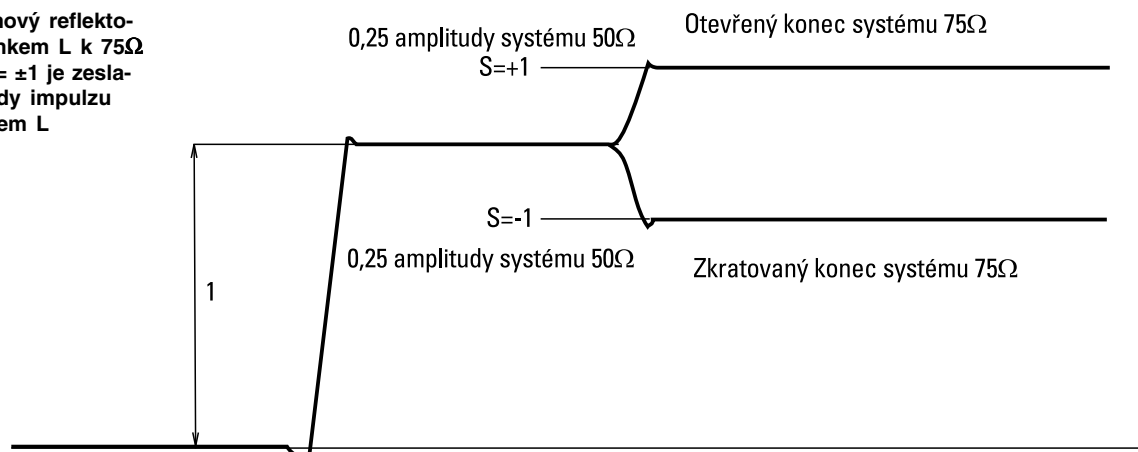 nový reflekto-
nkem L k 75Ω
= ±1 je zesla-
dy impulzu
em L
0,25 amplitudy systému 50Ω
Otevřený konec systému 75Ω
S=+1
S=-1
0,25 amplitudy systému 50Ω
Zkratovaný konec systému 75Ω
1